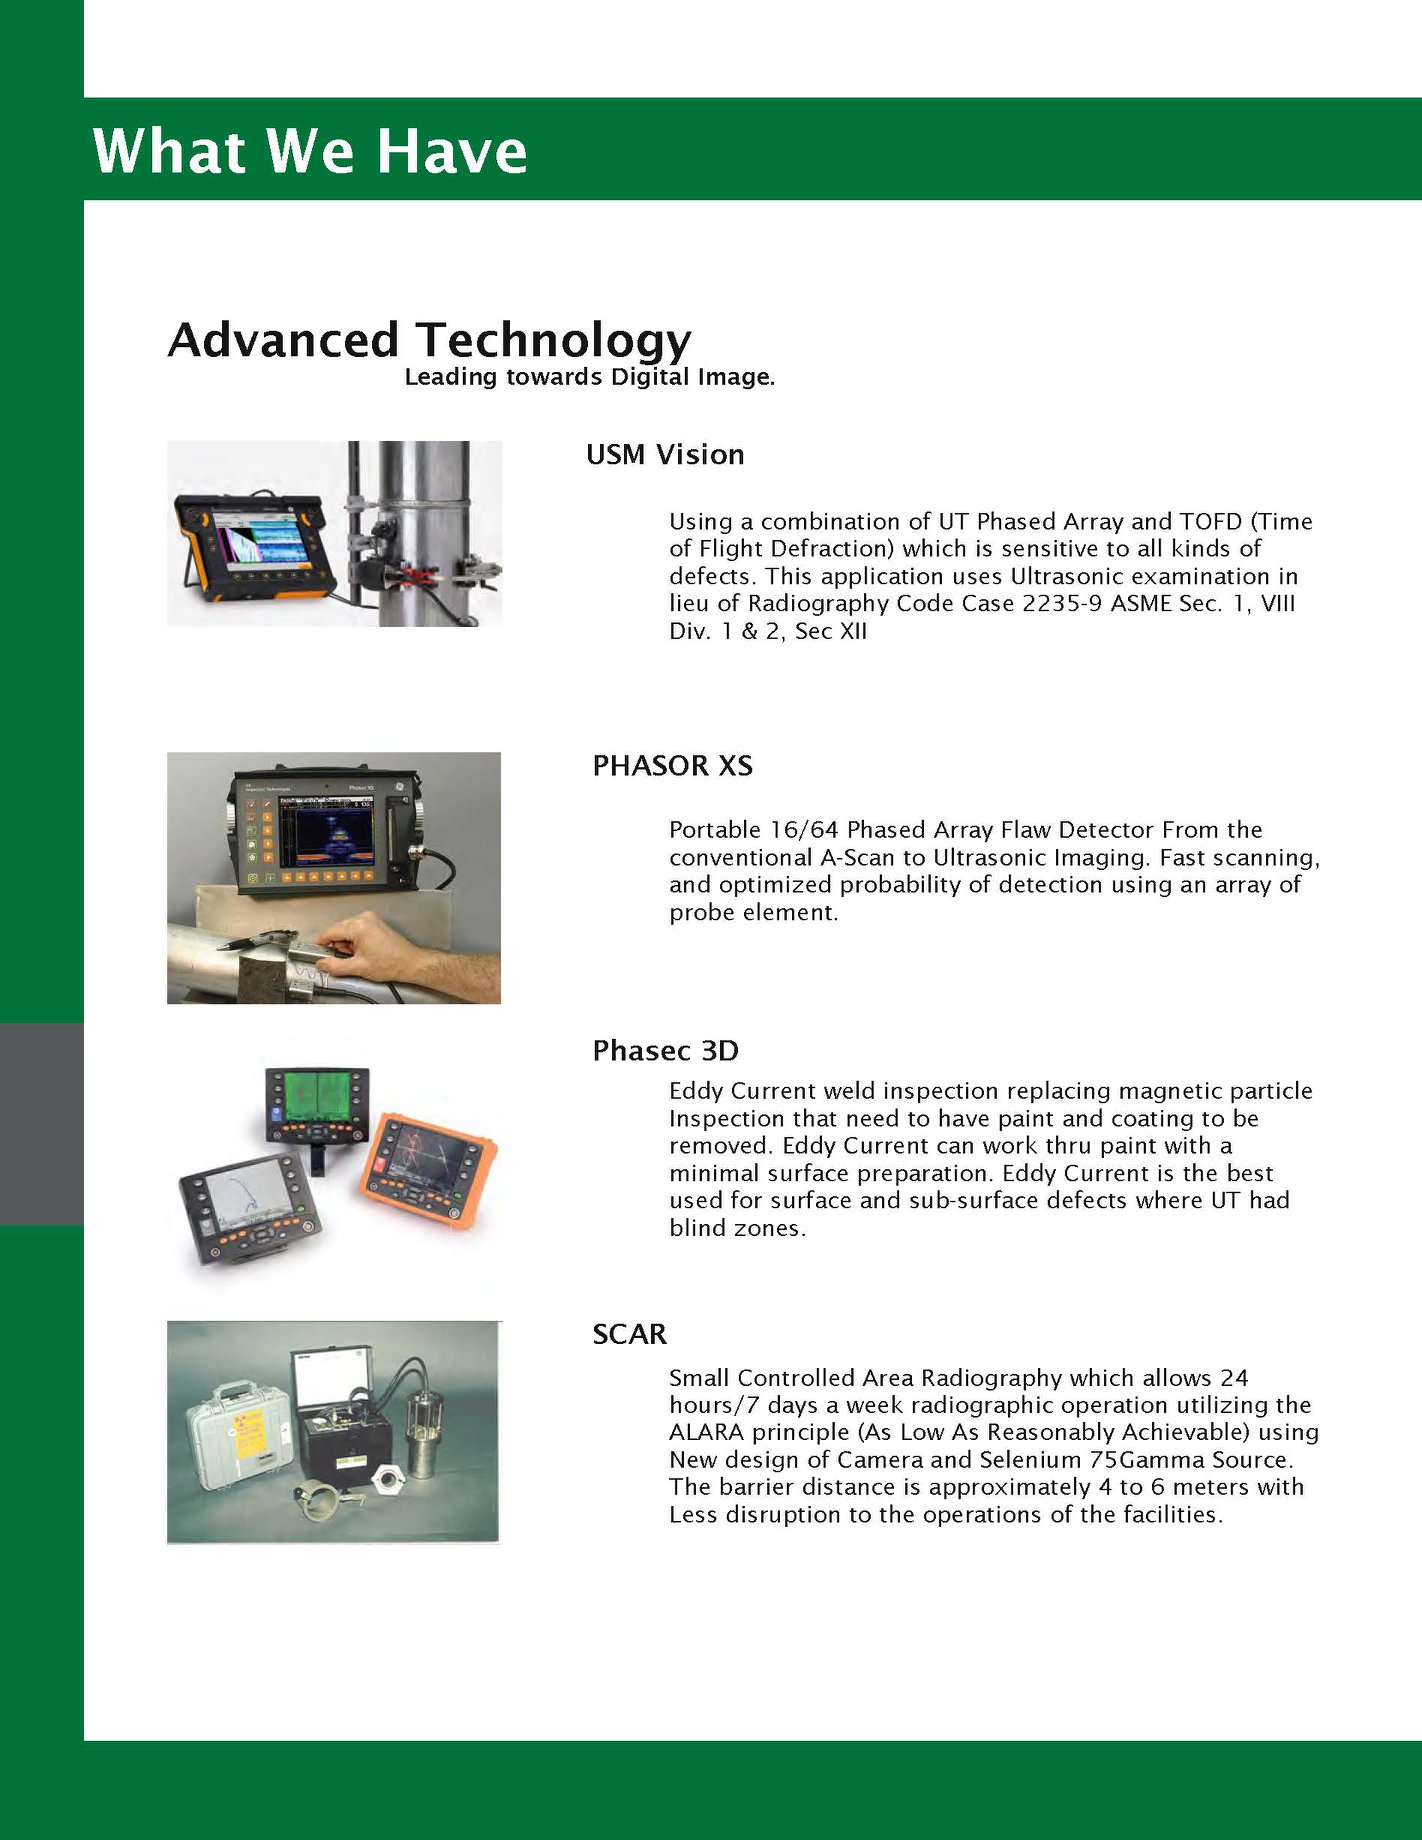 What We Have
Advanced Technology
Leading towards Digital Image.
USM Vision
Using a combination of UT Phased Array and TOFD (Time
of Flight Defraction) which is sensitive to all kinds of
defects. This application uses Ultrasonic examination in
lieu of Radiography Code Case 2235-9 ASME Sec. 1, VIII
Div. 1 & 2, Sec XII
PHASOR XS
Phasor XS
Portable 16/64 Phased Array Flaw Detector From the
conventional A-Scan to Ultrasonic Imaging. Fast scanning,
and optimized probability of detection using an array of
probe element.
Phasec 3D
Eddy Current weld inspection replacing magnetic particle
Inspection that need to have paint and coating to be
removed. Eddy Current can work thru paint with a
minimal surface preparation. Eddy Current is the best
used for surface and sub-surface defects where UT had
blind zones.
SCAR
Small Controlled Area Radiography which allows 24
hours/7 days a week radiographic operation utilizing the
ALARA principle (As Low As Reasonably Achievable) using
New design of Camera and Selenium 75Gamma Source.
The barrier distance is approximately 4 to 6 meters with
Less disruption to the operations of the facilities.